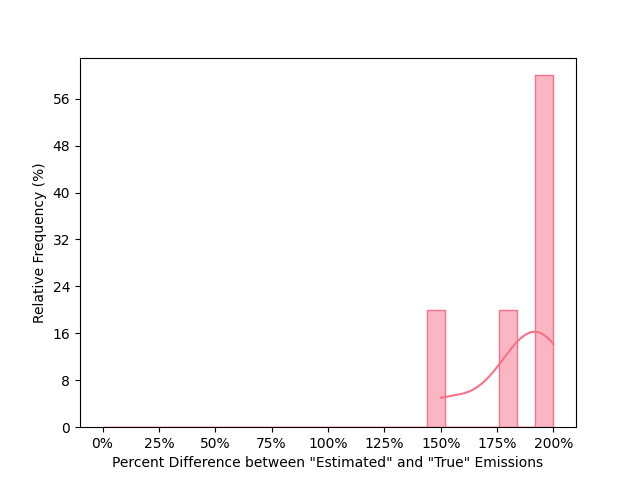 Relative Frequency (%)
56
48
40
32
24
16
8
0
0% 25% 50% 75% 100% 125% 150% 175% 200%
Percent Difference between "Estimated" and "True" Emissions